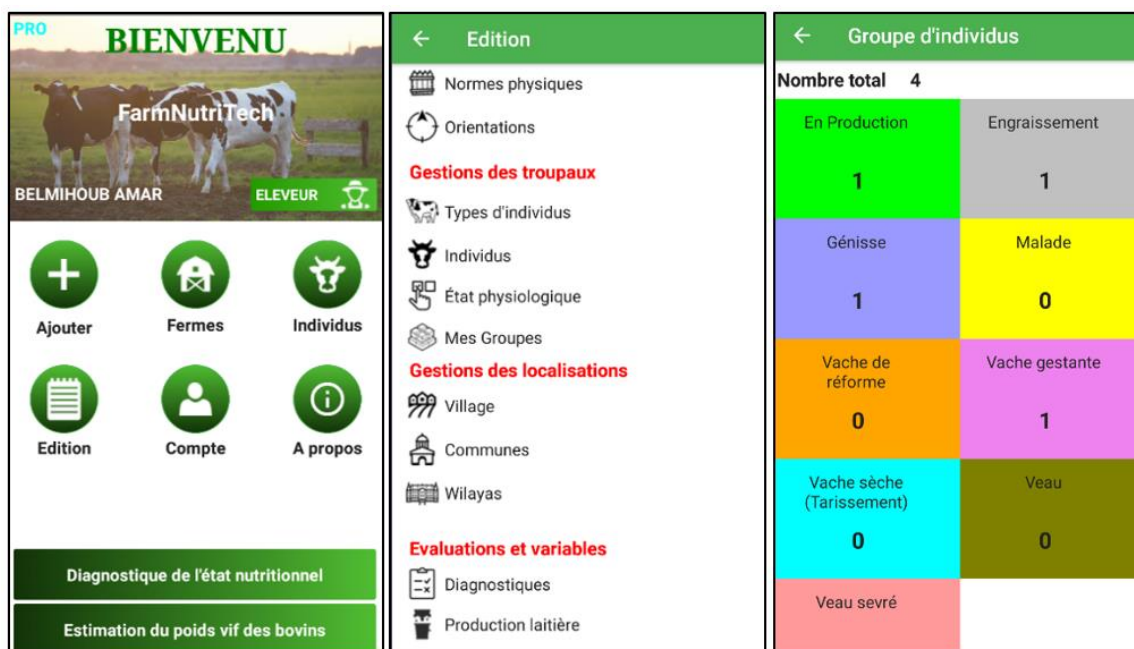 PRO
BIENVENU
FarmNutriTech
BELMIHOUB AMAR
ELEVEUR
Ajouter
Fermes
Individus
Edition
Compte
A propos
Diagnostique de l'état nutritionnel
Estimation du poids vif des bovins
Edition
Normes physiques
Orientations
Gestions des troupaux
Types d'individus
Individus
État physiologique
Mes Groupes
Gestions des localisations
Village
Communes
Wilayas
Evaluations et variables
Diagnostiques
Production laitière
Groupe d'individus
Nombre total 4
En Production
1
Engraissement
1
Génisse
1
Malade
0
Vache de
réforme
0
Vache gestante
1
Vache sèche
(Tarissement)
0
Veau
0
Veau sevré